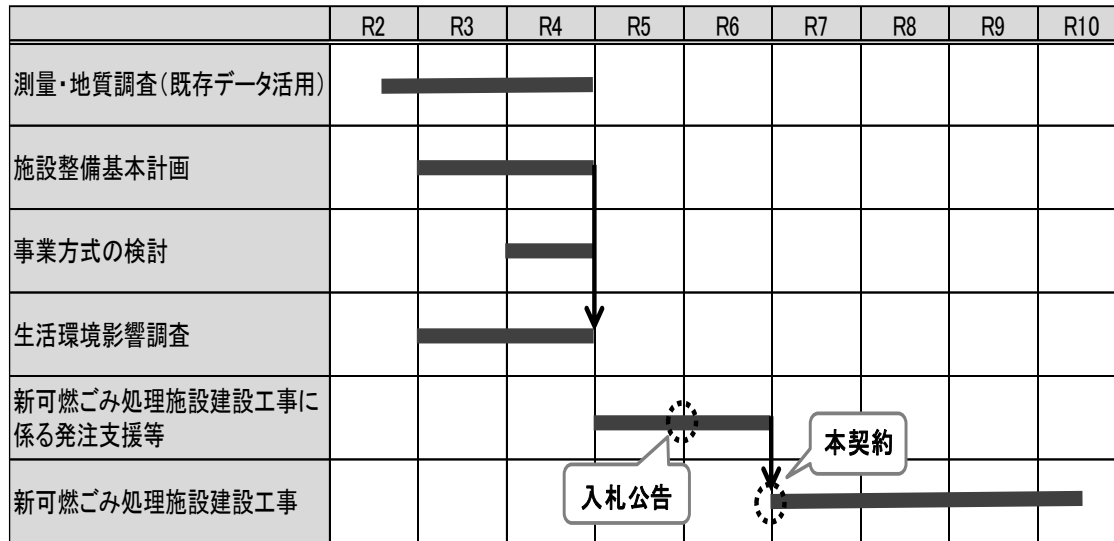 R2 R3 R4 R5 R6 R7 R8 R9 R10
測量・地質調査(既存データ活用)
施設整備基本計画
事業方式の検討
生活環境影響調査
新可燃ごみ処理施設建設工事に
係る発注支援等
本契約
入札公告
新可燃ごみ処理施設建設工事